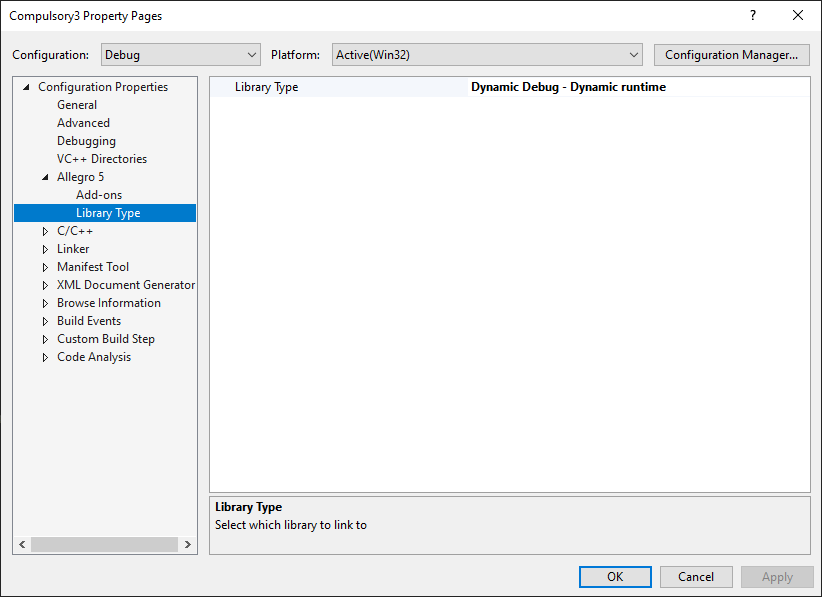 Compulsory3 Property Pages
?
Configuration: Debug Platform: Active(Win32) Configuration Manager...
Configuration Properties
General
Advanced
Debugging
VC++ Directories
Allegro 5
Add-ons
Library Type
C/C++
Linker
Manifest Tool
XML Document Generator
Browse Information
Build Events
Custom Build Step
Code Analysis
Library Type Dynamic Debug - Dynamic runtime
Library Type
Select which library to link to
OK Cancel Apply